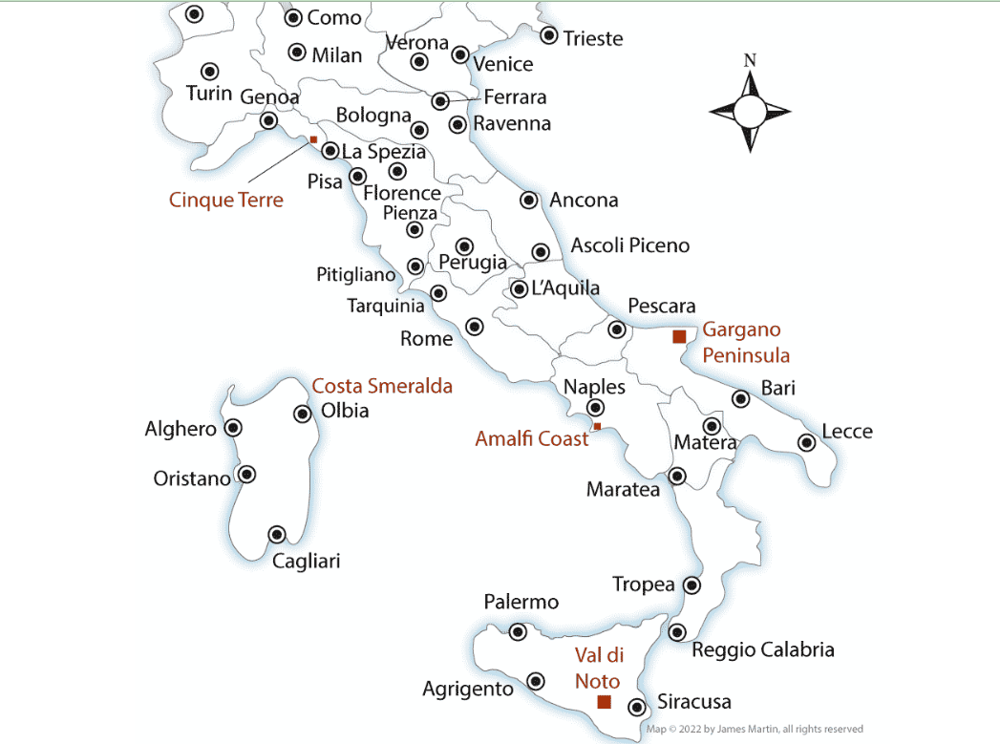 Como
Verona
Trieste
Milan
Venice
N
Turin
Genoa
Ferrara
Bologna
Ravenna
La Spezia
Pisa
Florence
Cinque Terre
Ancona
Pienza
Ascoli Piceno
Perugia
Pitigliano
L'Aquila
Tarquinia
Pescara
Rome
Gargano
Peninsula
Costa Smeralda
Naples
Bari
Olbia
Alghero
Amalfi Coast
Matera
Lecce
Oristano
Maratea
Cagliari
Tropea
Palermo
Reggio Calabria
Val di
Noto
Agrigento
Siracusa
Map © 2022 by James Martin, all rights reserved